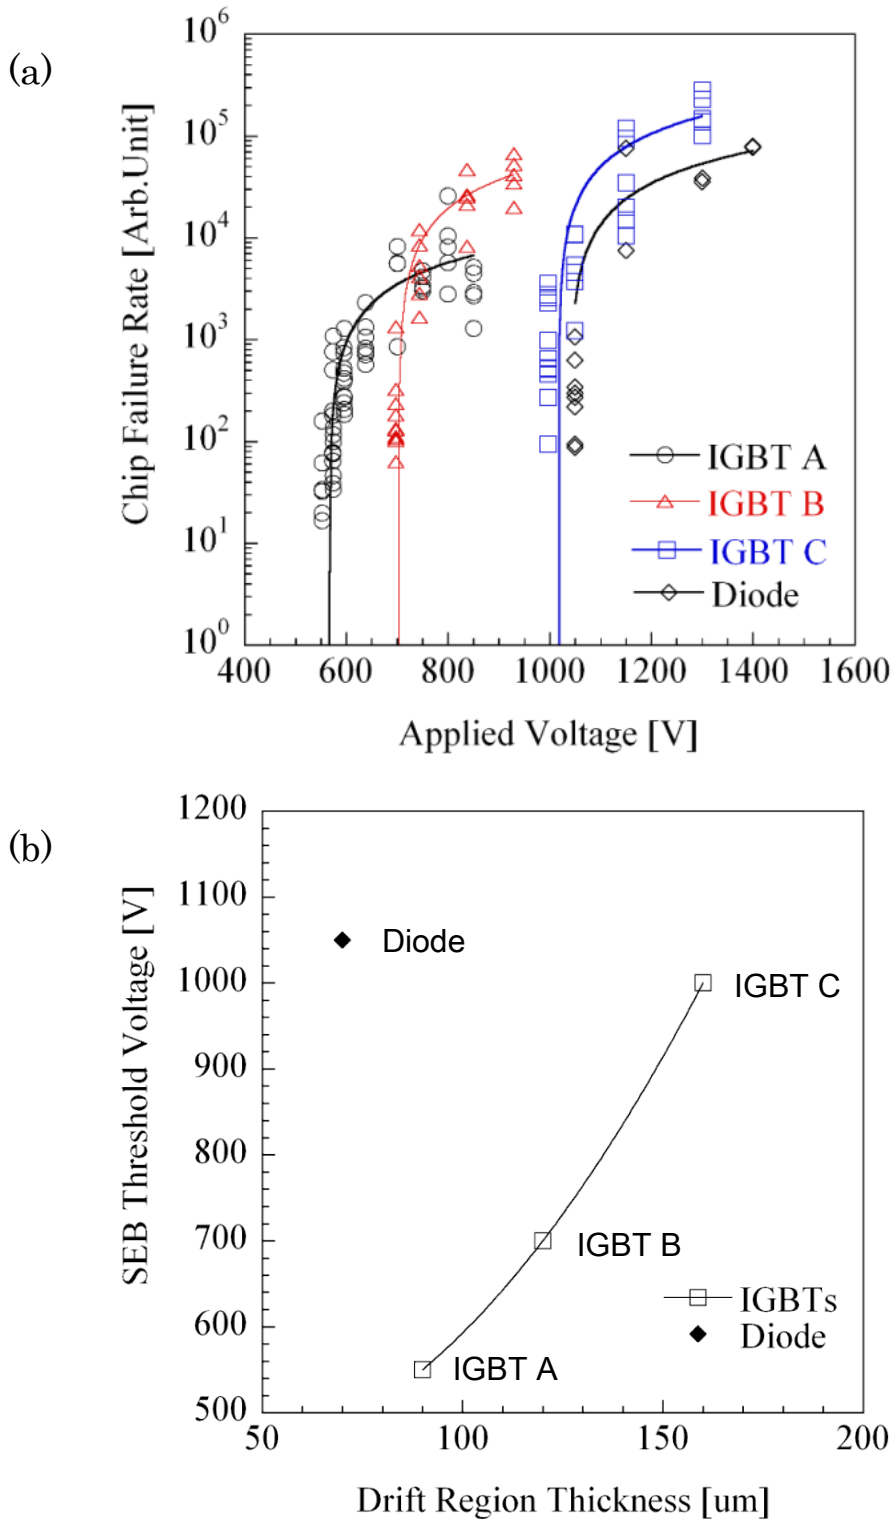 (a)
10^6
10^5
10^4
10^3
10^2
10^1
10^0
Chip Failure Rate [Arb.Unit]
IGBT A
IGBT B
IGBT C
Diode
400 600 800 1000 1200 1400 1600
Applied Voltage [V]
(b)
1200
1100
1000
900
800
700
600
500
SEB Threshold Voltage [V]
Diode
IGBT C
IGBT B
IGBT A
IGBTs
Diode
50 100 150 200
Drift Region Thickness [um]